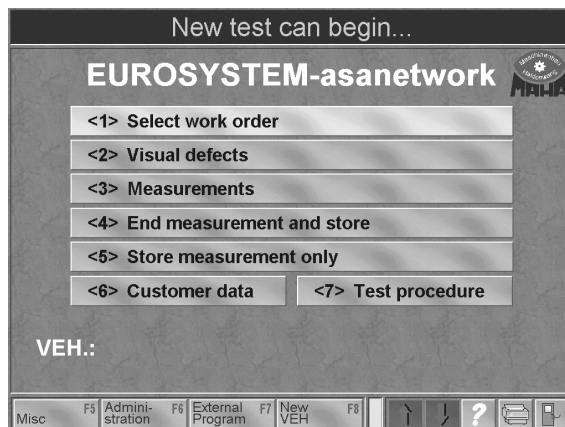 New test can begin...
EUROSYSTEM-asanetwork
Maschinenbau
Haldenwang
MAHA
<1> Select work order
<2> Visual defects
<3> Measurements
<4> End measurement and store
<5> Store measurement only
<6> Customer data
<7> Test procedure
VEH.:
Misc F5
Admini- F6
stration
External F7
Program
New F8
VEH
?